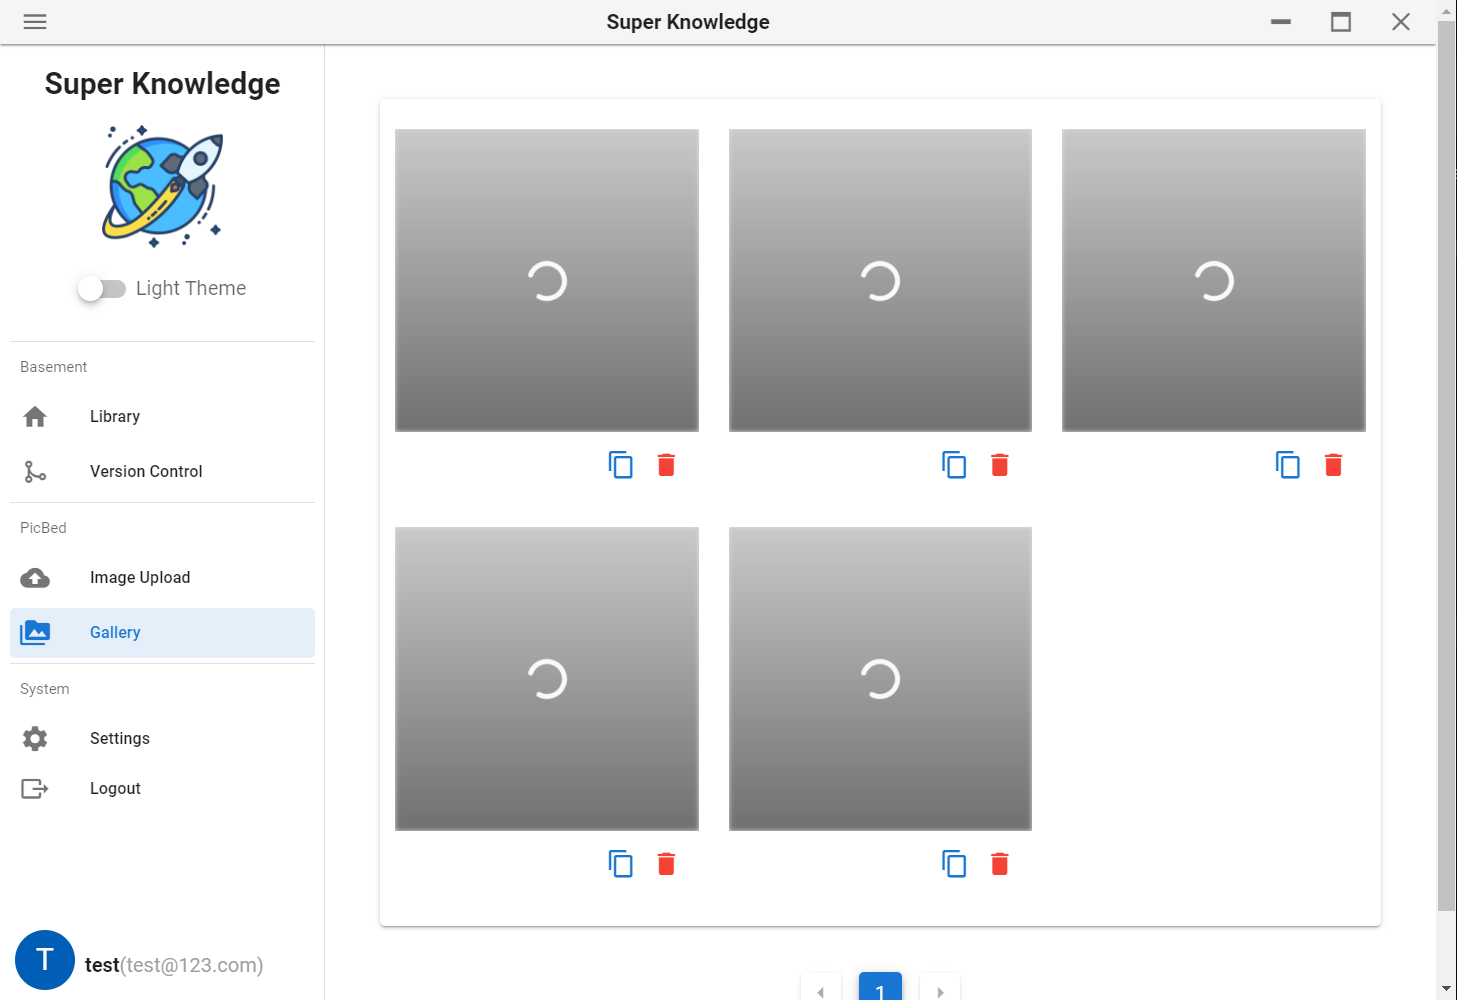 Super Knowledge
Super Knowledge
Light Theme
Basement
Library
Version Control
PicBed
Image Upload
Gallery
System
Settings
Logout
T
test(test@123.com)
1